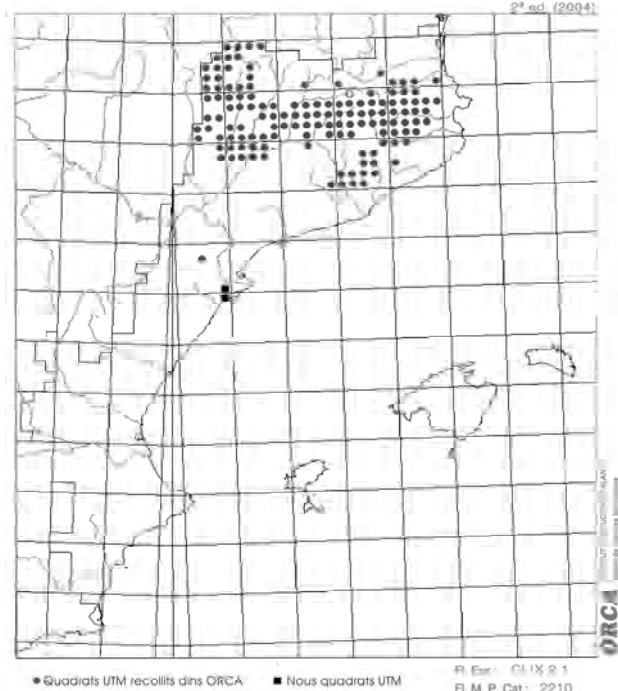 2ª ed. (2004)
ORCA
• Quadrats UTM recollits dins ORCA ■ Nous quadrats UTM
Fl. Eur.: CLIX 2 1
Fl. M. P. Cat.: 2210